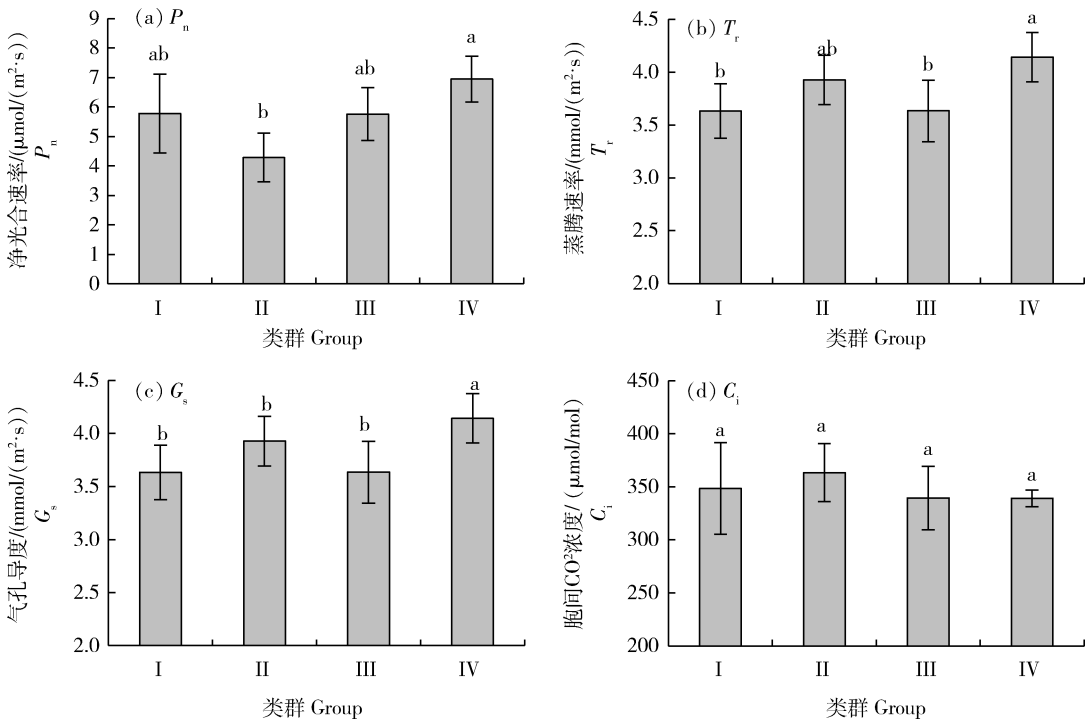 (a) Pn
净光合速率/(μmol/(m²·s))
Pn
9
8
7
6
5
4
3
2
1
0
ab
b
ab
a
I
II
III
IV
类群 Group
(b) Tr
蒸腾速率/(mmol/(m²·s))
Tr
4.5
4.0
3.5
3.0
2.5
2.0
b
ab
b
a
I
II
III
IV
类群 Group
(c) Gs
气孔导度/(mmol/(m²·s))
Gs
4.5
4.0
3.5
3.0
2.5
2.0
b
b
b
a
I
II
III
IV
类群 Group
(d) Ci
胞间CO²浓度/（μmol/mol)
Ci
450
400
350
300
250
200
a
a
a
a
I
II
III
IV
类群 Group